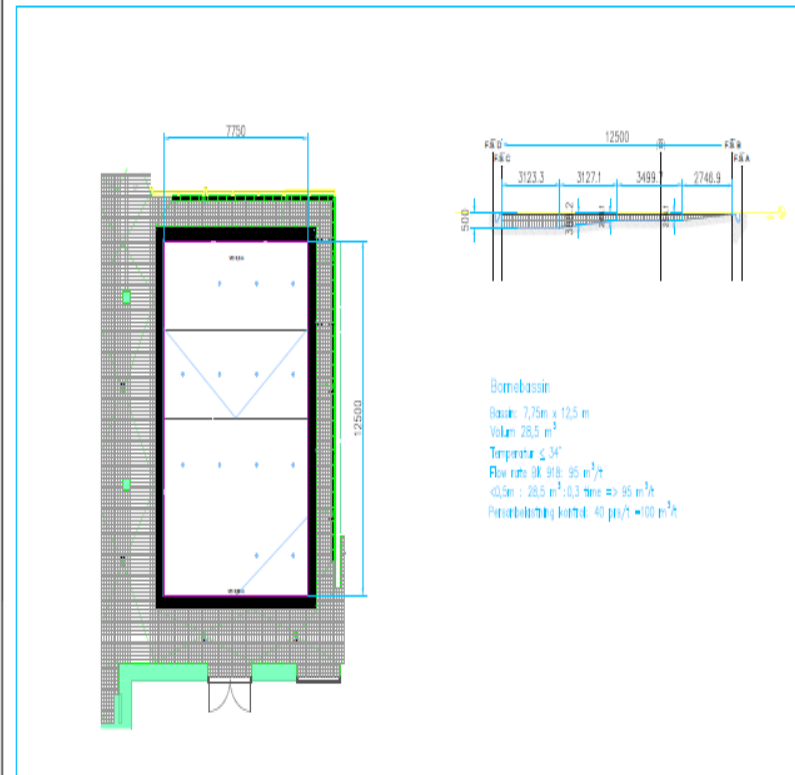 7750
12500
12500
3123.3
3127.1
3499.7
2746.9
500
Børnebassin
Bassin: 7,75m x 12,5 m
Volum 28,5 m³
Temperatur ≤ 34°
Flow rate BK 918: 95 m³/t
<0,5m : 28,5 m³:0,3 time => 95 m³/t
Personbelastning kontrol: 40 prs/t =100 m³/t